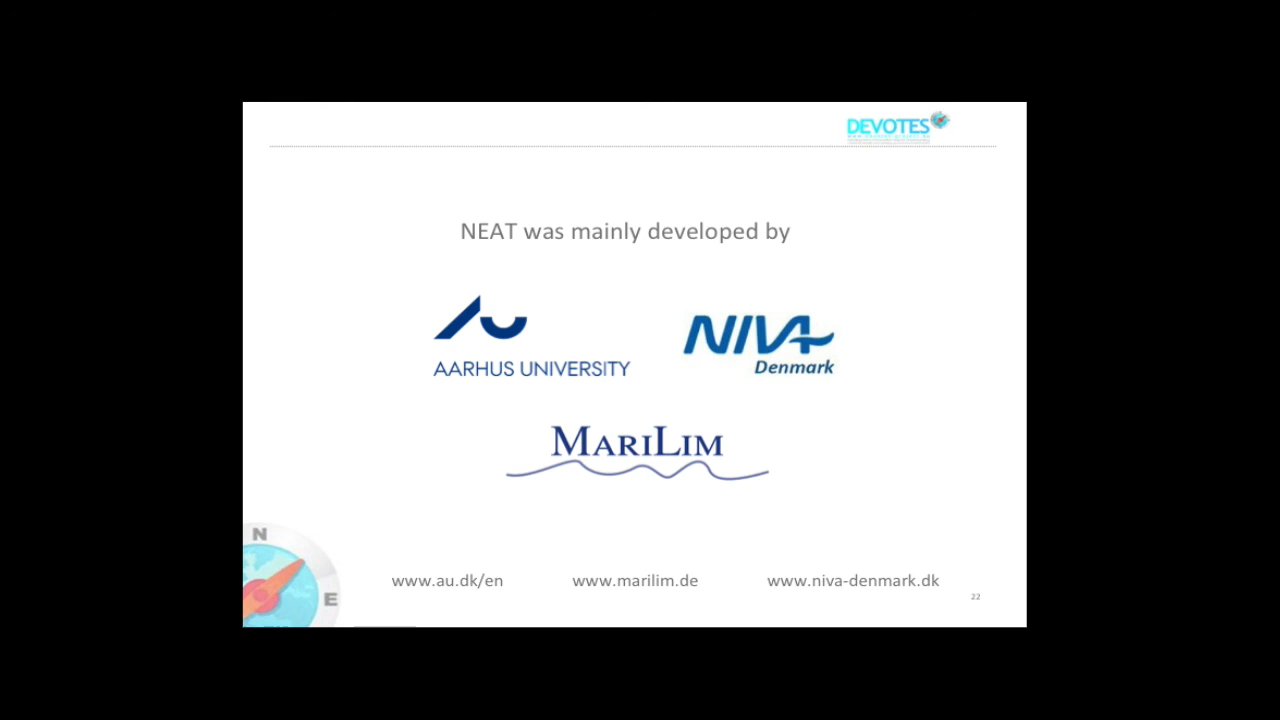 DEVOTES
NEAT was mainly developed by
AARHUS UNIVERSITY
NIVA
Denmark
MARILIM
N
E
www.au.dk/en
www.marilim.de
www.niva-denmark.dk
22